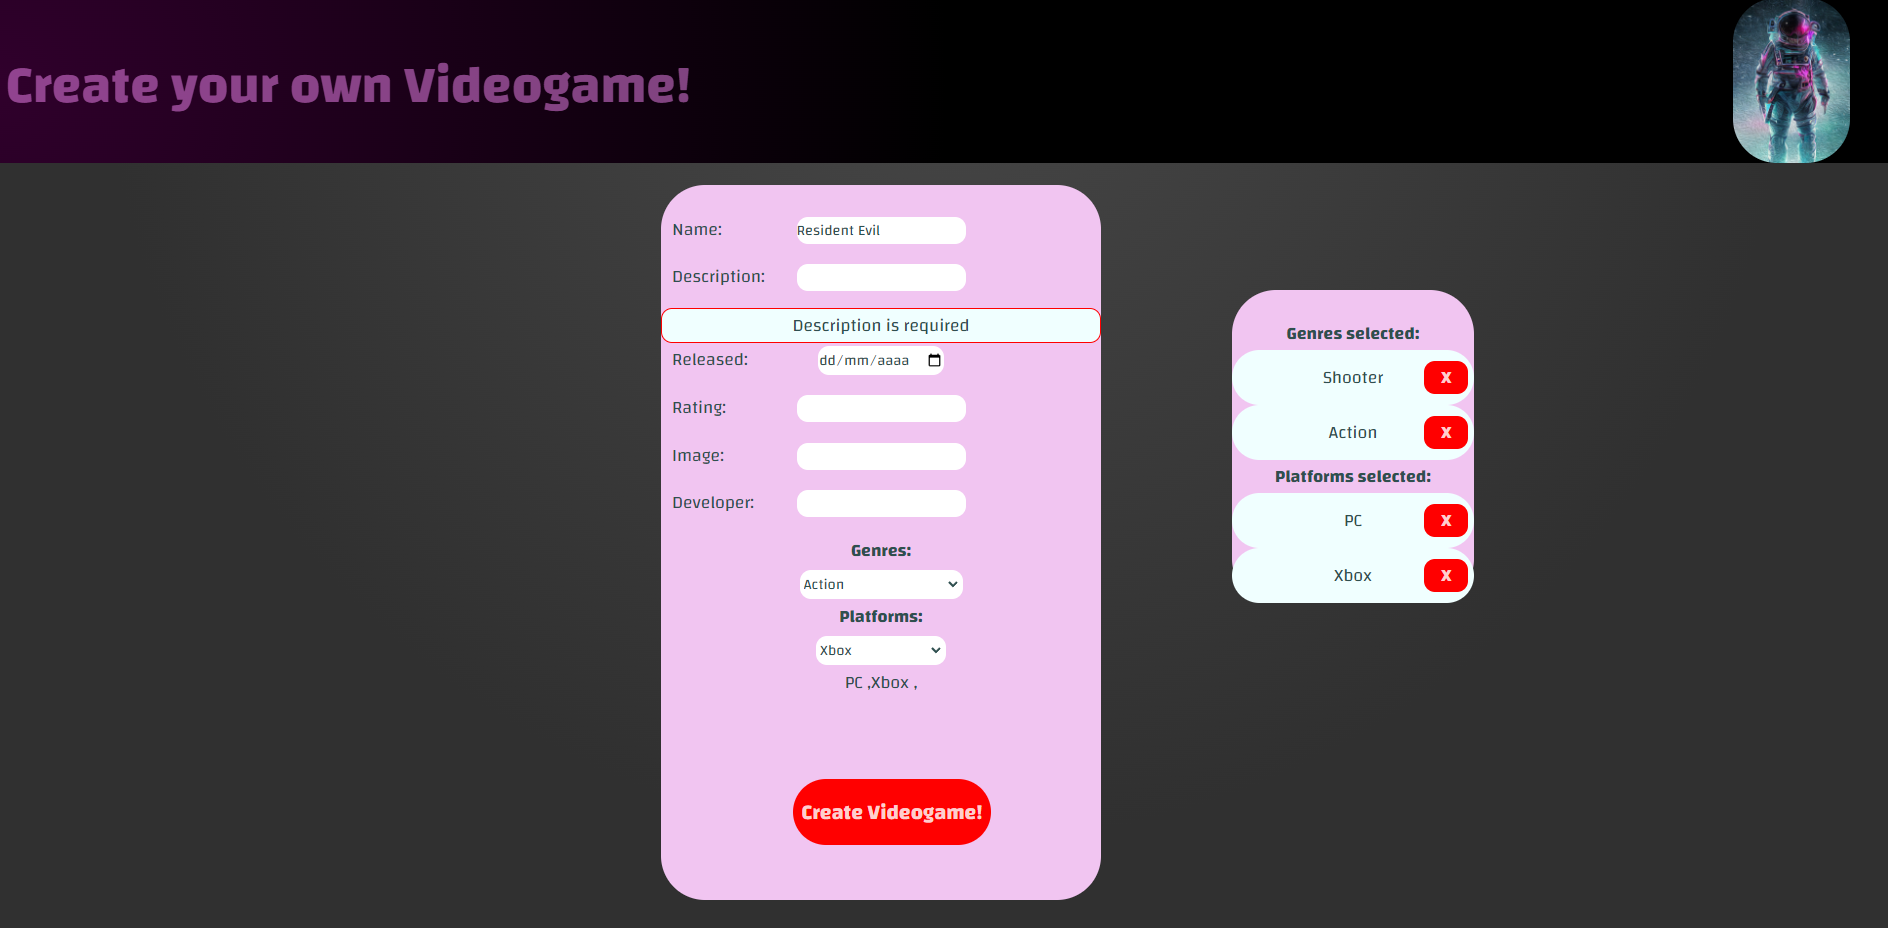 Create your own Videogame!
Name: Resident Evil
Description:
Description is required
Released: dd/mm/aaaa
Rating:
Image:
Developer:
Genres:
Action
Platforms:
Xbox
PC ,Xbox ,
Create Videogame!
Genres selected:
Shooter X
Action X
Platforms selected:
PC X
Xbox X